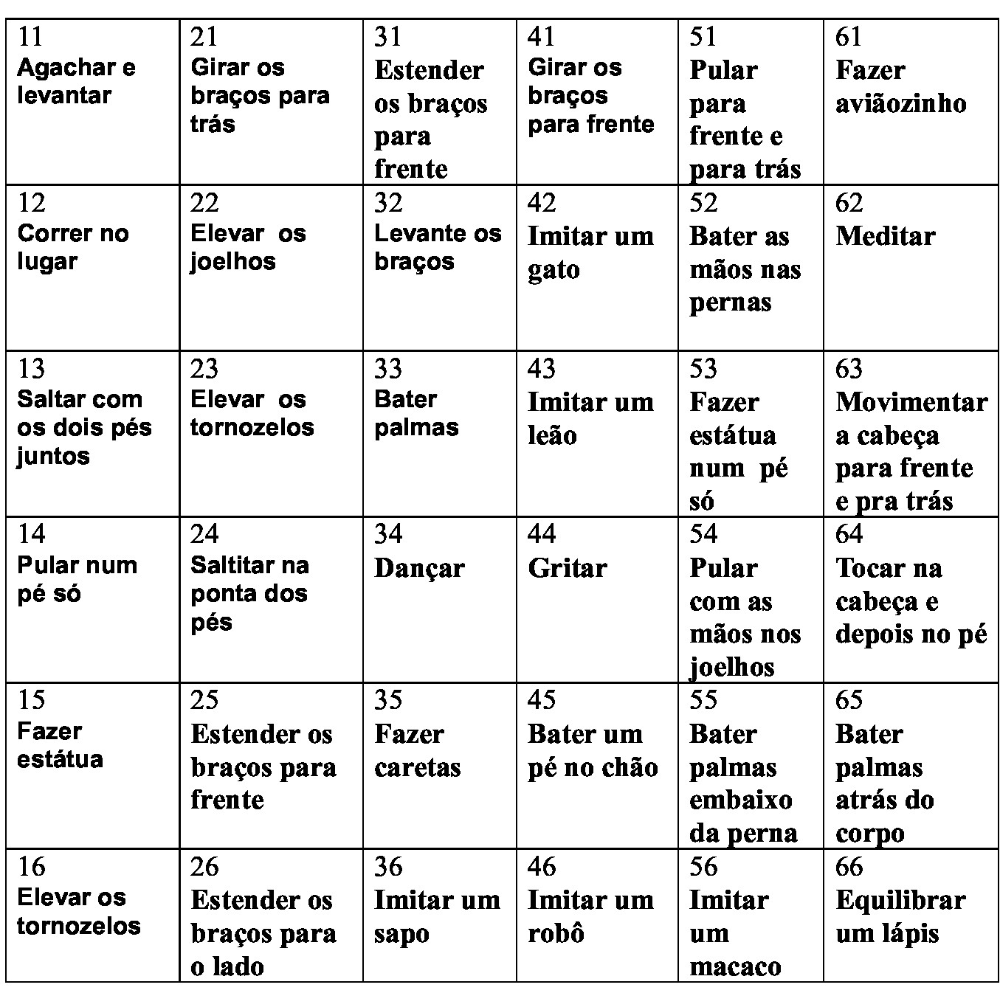 11
Agachar e
levantar
21
Girar os
braços para
trás
31
Estender
os braços
para
frente
41
Girar os
braços
para frente
51
Pular
para
frente e
para trás
61
Fazer
aviãozinho
12
Correr no
lugar
22
Elevar  os
joelhos
32
Levante os
braços
42
Imitar um
gato
52
Bater as
mãos nas
pernas
62
Meditar
13
Saltar com
os dois pés
juntos
23
Elevar  os
tornozelos
33
Bater
palmas
43
Imitar um
leão
53
Fazer
estátua
num  pé
só
63
Movimentar
a cabeça
para frente
e pra trás
14
Pular num
pé só
24
Saltitar na
ponta dos
pés
34
Dançar
44
Gritar
54
Pular
com as
mãos nos
joelhos
64
Tocar na
cabeça e
depois no pé
15
Fazer
estátua
25
Estender os
braços para
frente
35
Fazer
caretas
45
Bater um
pé no chão
55
Bater
palmas
embaixo
da perna
65
Bater
palmas
atrás do
corpo
16
Elevar os
tornozelos
26
Estender os
braços para
o lado
36
Imitar um
sapo
46
Imitar um
robô
56
Imitar
um
macaco
66
Equilibrar
um lápis